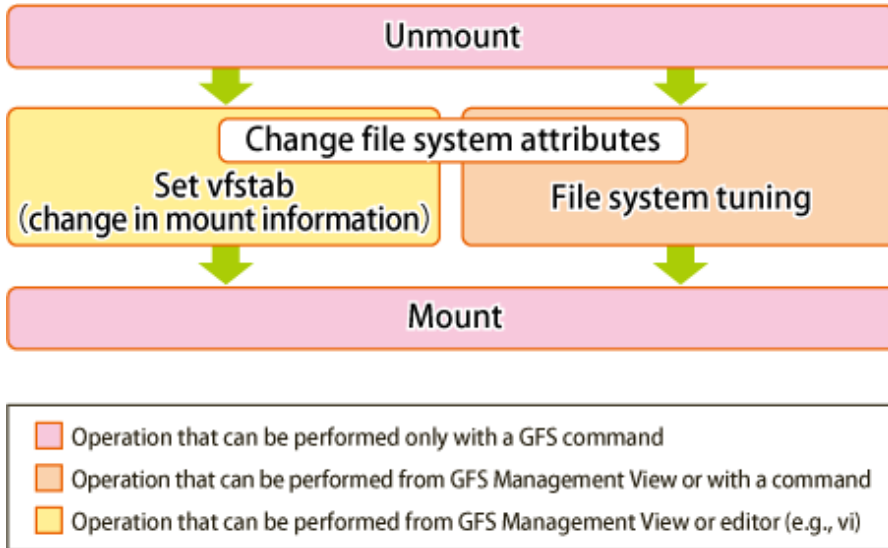 Unmount
Change file system attributes
Set vfstab
(change in mount information)
File system tuning
Mount
Operation that can be performed only with a GFS command
Operation that can be performed from GFS Management View or with a command
Operation that can be performed from GFS Management View or editor (e.g., vi)